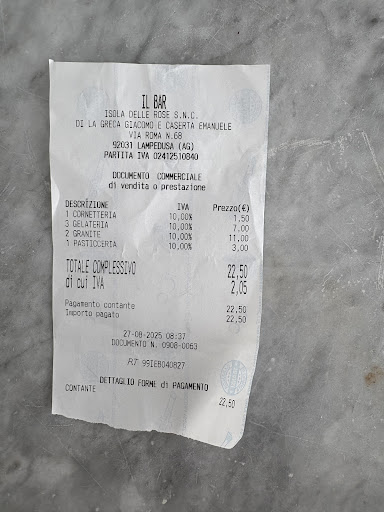 IL BAR
ISOLA DELLE ROSE S.N.C.
DI LA GRECA GIACOMO E CASERTA EMANUELE
VIA ROMA N.68
92031 LAMPEDUSA (AG)
PARTITA IVA 02412510840
DOCUMENTO COMMERCIALE
di vendita o prestazione
DESCRIZIONE IVA Prezzo(€)
1 CORNETTERIA 10,00% 1,50
3 GELATERIA 10,00% 7,00
2 GRANITE 10,00% 11,00
1 PASTICCERIA 10,00% 3,00
TOTALE COMPLESSIVO 22,50
di cui IVA 2,05
Pagamento contante 22,50
Importo pagato 22,50
27-08-2025 08:37
DOCUMENTO N. 0908-0063
RT 99IEB040827
DETTAGLIO FORME di PAGAMENTO
CONTANTE 22,50